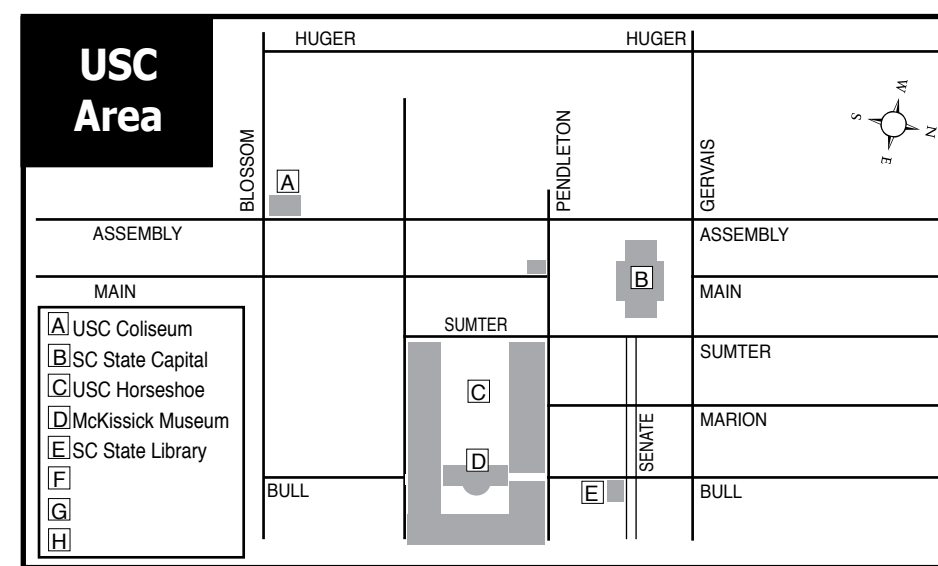 USC
Area
HUGER
HUGER
W
N
S
E
BLOSSOM
PENDLETON
GERVAIS
A
ASSEMBLY
ASSEMBLY
B
MAIN
MAIN
SUMTER
SUMTER
A USC Coliseum
B SC State Capital
C USC Horseshoe
D McKissick Museum
E SC State Library
F
G
H
C
MARION
SENATE
D
BULL
E
BULL